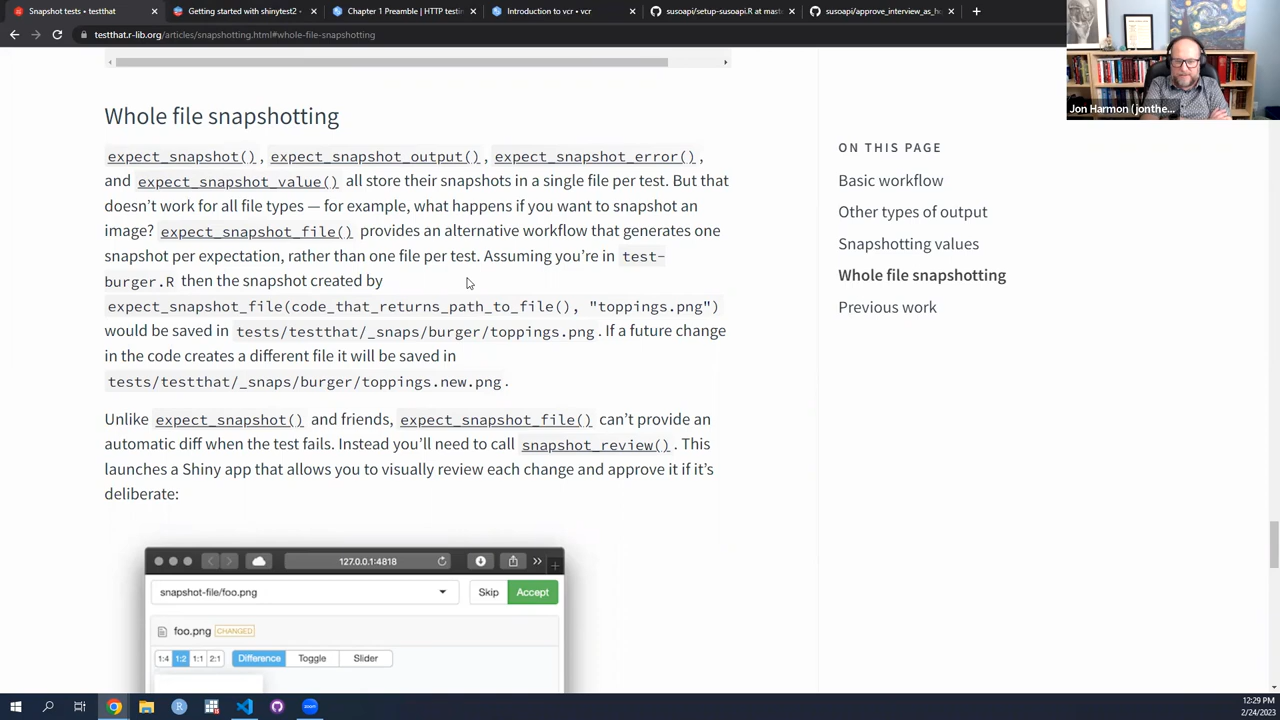 Snapshot tests • testthat
Getting started with shinytest2 •
Chapter 1 Preamble | HTTP testin
Introduction to vcr • vcr
susoapi/setup-susoapi.R at mast
susoapi/approve_interview_as_h
testthat.r-lib.org/articles/snapshotting.html#whole-file-snapshotting
Jon Harmon (jonthe...
Whole file snapshotting
expect_snapshot(), expect_snapshot_output(), expect_snapshot_error(),
and expect_snapshot_value() all store their snapshots in a single file per test. But that
doesn't work for all file types — for example, what happens if you want to snapshot an
image? expect_snapshot_file() provides an alternative workflow that generates one
snapshot per expectation, rather than one file per test. Assuming you're in test-
burger.R then the snapshot created by
expect_snapshot_file(code_that_returns_path_to_file(), "toppings.png")
would be saved in tests/testthat/_snaps/burger/toppings.png. If a future change
in the code creates a different file it will be saved in
tests/testthat/_snaps/burger/toppings.new.png.
Unlike expect_snapshot() and friends, expect_snapshot_file() can't provide an
automatic diff when the test fails. Instead you'll need to call snapshot_review(). This
launches a Shiny app that allows you to visually review each change and approve it if it's
deliberate:
127.0.0.1:4818
snapshot-file/foo.png
Skip
Accept
foo.png CHANGED
1:4 1:2 1:1 2:1
Difference
Toggle
Slider
ON THIS PAGE
Basic workflow
Other types of output
Snapshotting values
Whole file snapshotting
Previous work
zoom
12:29 PM
2/24/2023